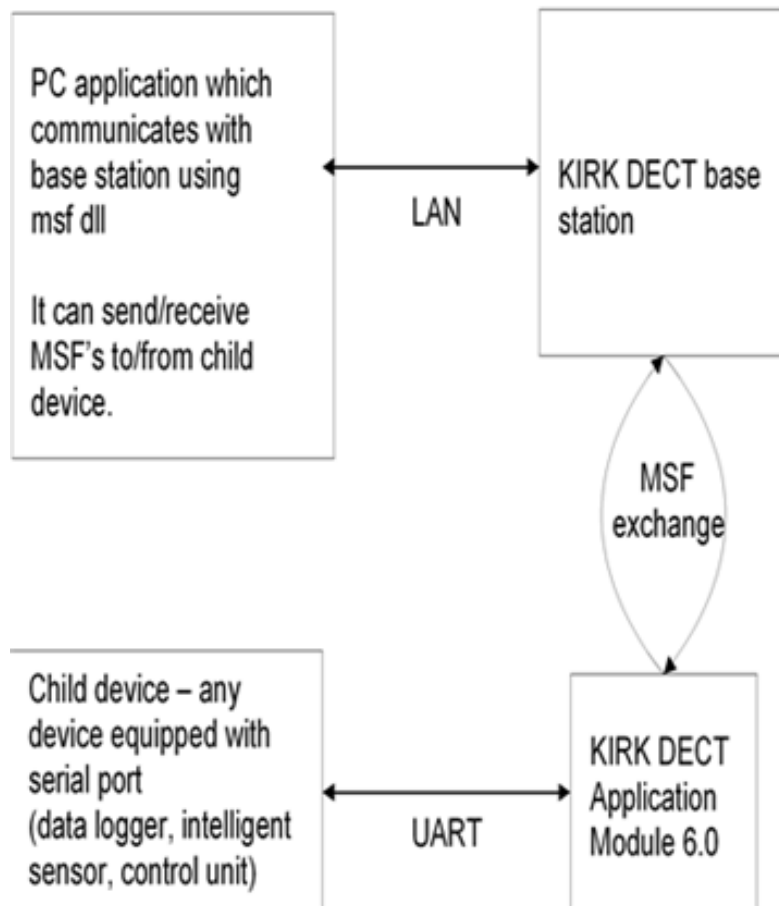 PC application which
communicates with
base station using
msf dll
It can send/receive
MSF's to/from child
device.
LAN
KIRK DECT base
station
MSF
exchange
Child device – any
device equipped with
serial port
(data logger, intelligent
sensor, control unit)
UART
KIRK DECT
Application
Module 6.0